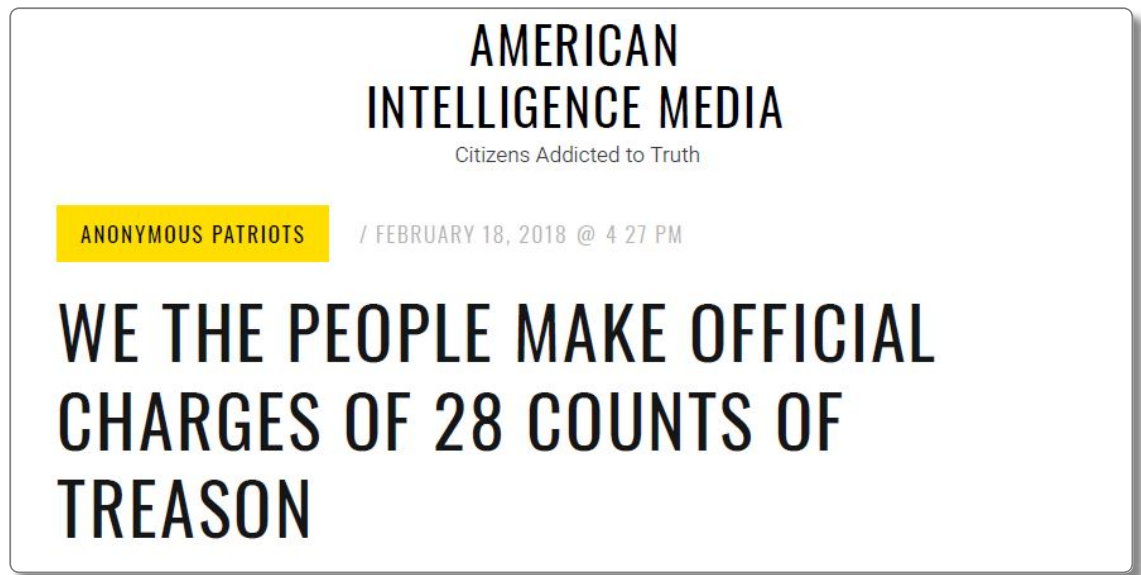 AMERICAN
INTELLIGENCE MEDIA
Citizens Addicted to Truth
ANONYMOUS PATRIOTS / FEBRUARY 18, 2018 @ 4 27 PM
WE THE PEOPLE MAKE OFFICIAL
CHARGES OF 28 COUNTS OF
TREASON